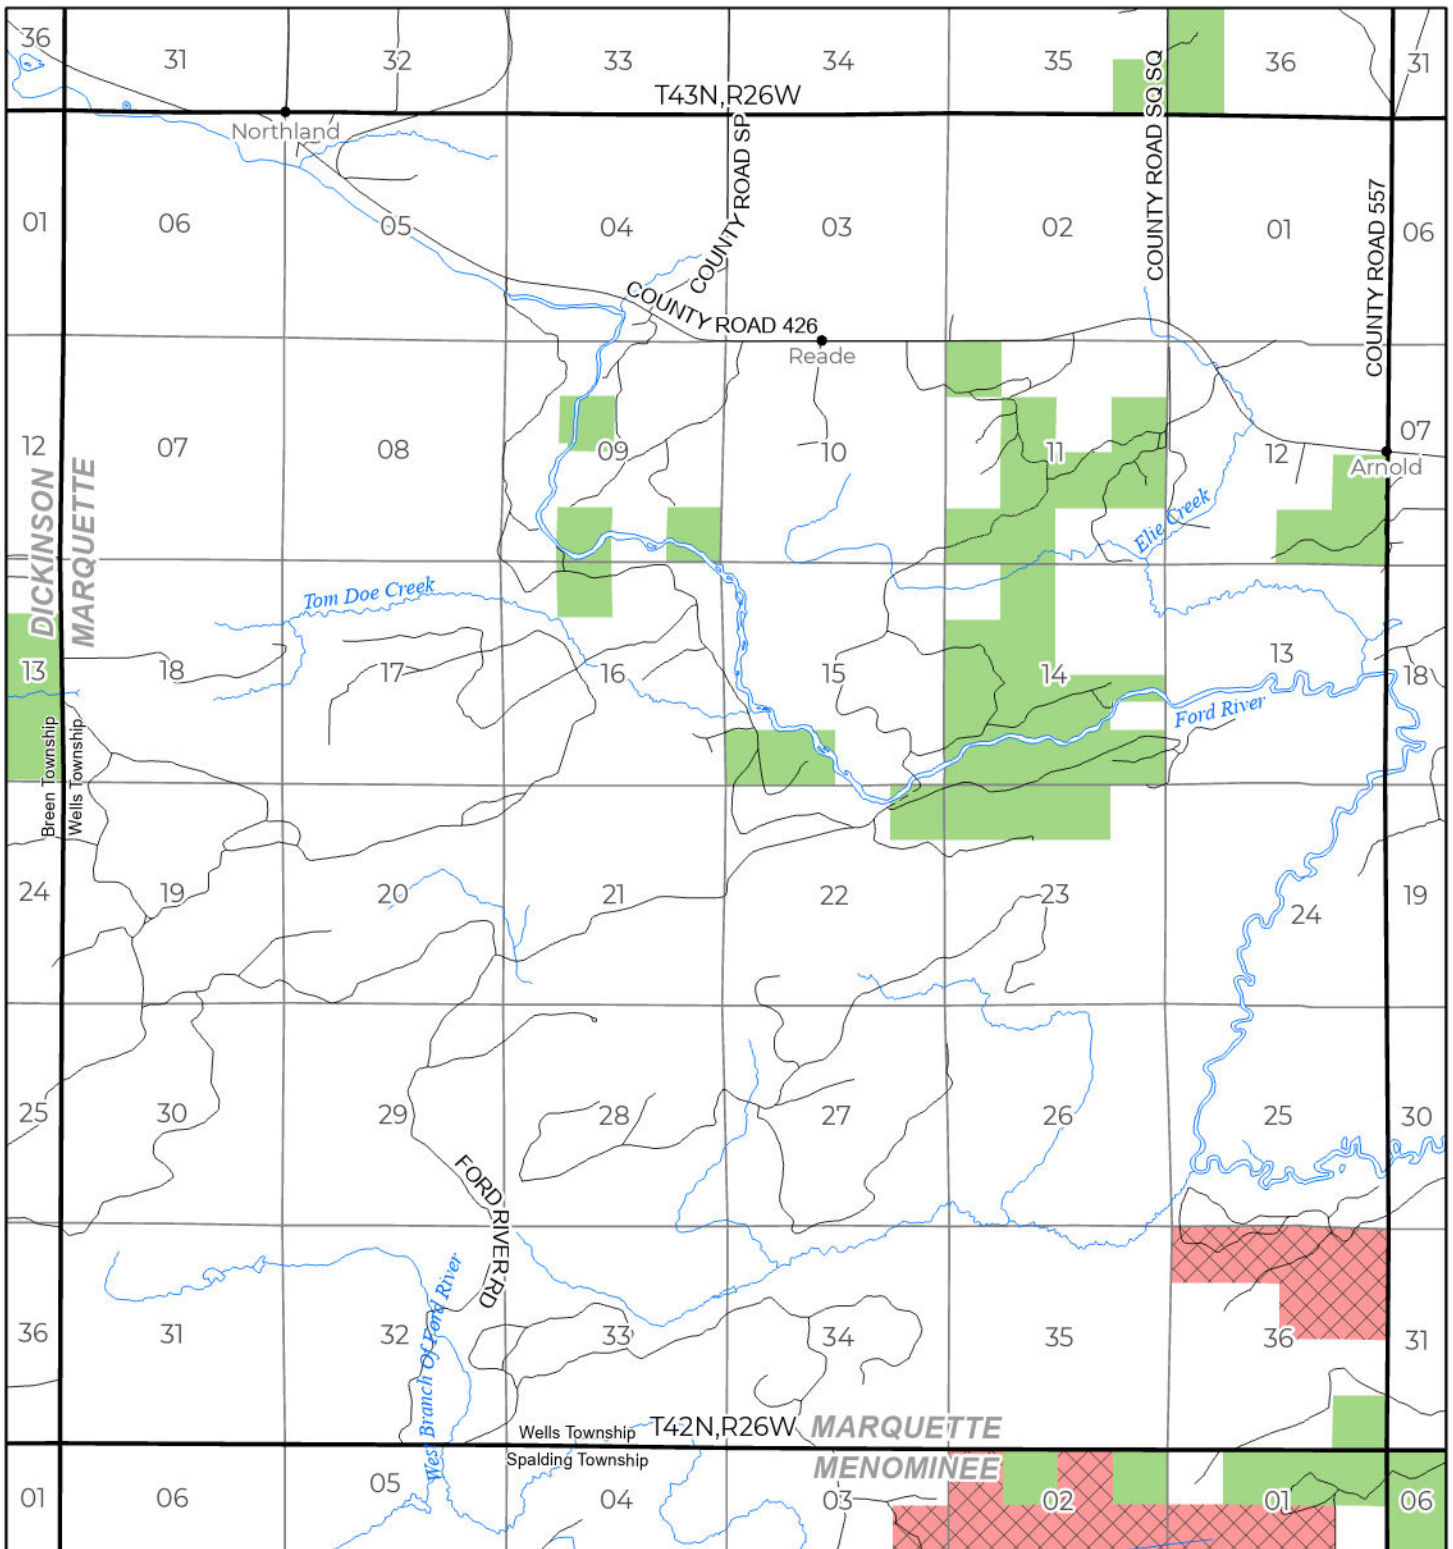 36
31
32
33
34
35
36
31
T43N,R26W
Northland
COUNTY ROAD SP
COUNTY ROAD SQ SQ
COUNTY ROAD 557
01
06
05
04
03
02
01
06
COUNTY ROAD 426
Reade
12
07
08
09
10
11
12
07
Arnold
DICKINSON
MARQUETTE
Elie Creek
Tom Doe Creek
13
18
17
16
15
14
13
18
Ford River
Breen Township
Wells Township
24
19
20
21
22
23
24
19
25
30
29
28
27
26
25
30
FORD RIVER RD
West Branch Of Ford River
36
31
32
33
34
35
36
31
Wells Township
T42N,R26W
MARQUETTE
Spalding Township
MENOMINEE
01
06
05
04
03
02
01
06